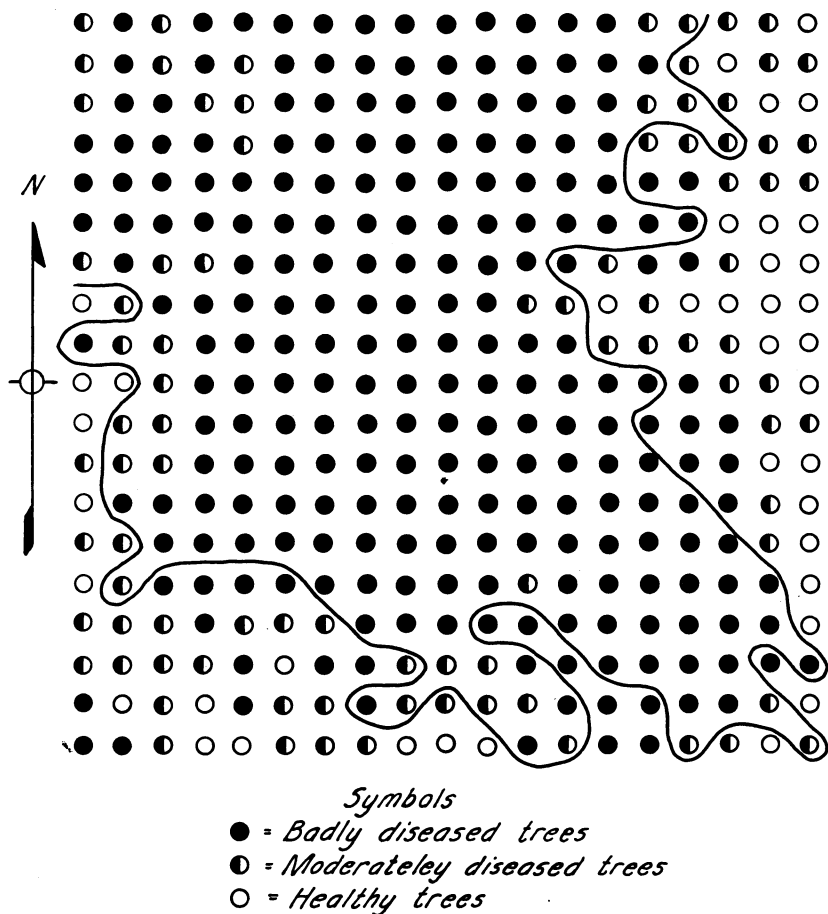 N
Symbols
= Badly diseased trees
= Moderateley diseased trees
= Healthy trees